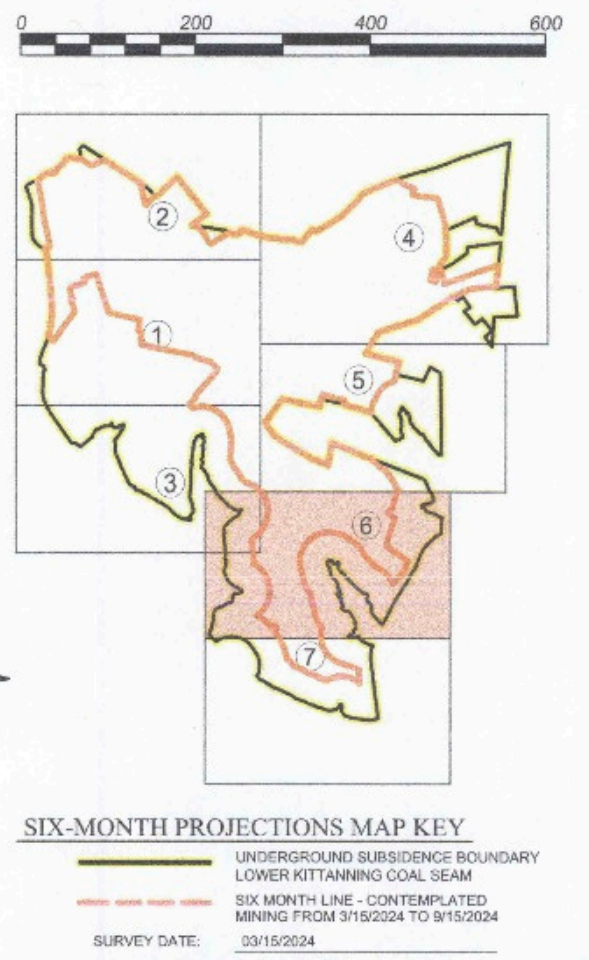 0 200 400 600
2
4
1
5
3
6
7
SIX-MONTH PROJECTIONS MAP KEY
UNDERGROUND SUBSIDENCE BOUNDARY
LOWER KITTANNING COAL SEAM
SIX MONTH LINE - CONTEMPLATED
MINING FROM 3/15/2024 TO 9/15/2024
SURVEY DATE: 03/15/2024